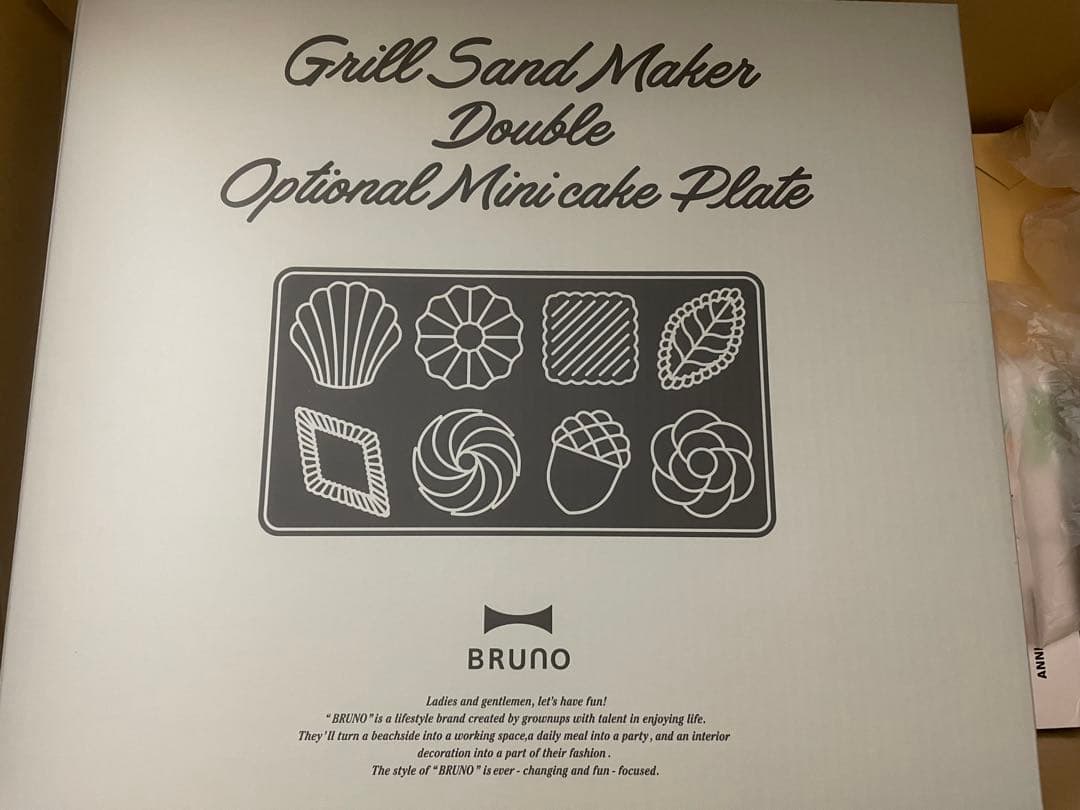 Grill Sand Maker
Double
Optional Mini cake Plate
BRUNO
Ladies and gentlemen, let's have fun!
"BRUNO" is a lifestyle brand created by grownups with talent in enjoying life.
They'll turn a beachside into a working space,a daily meal into a party, and an interior
decoration into a part of their fashion.
The style of "BRUNO" is ever - changing and fun - focused.
ANNI